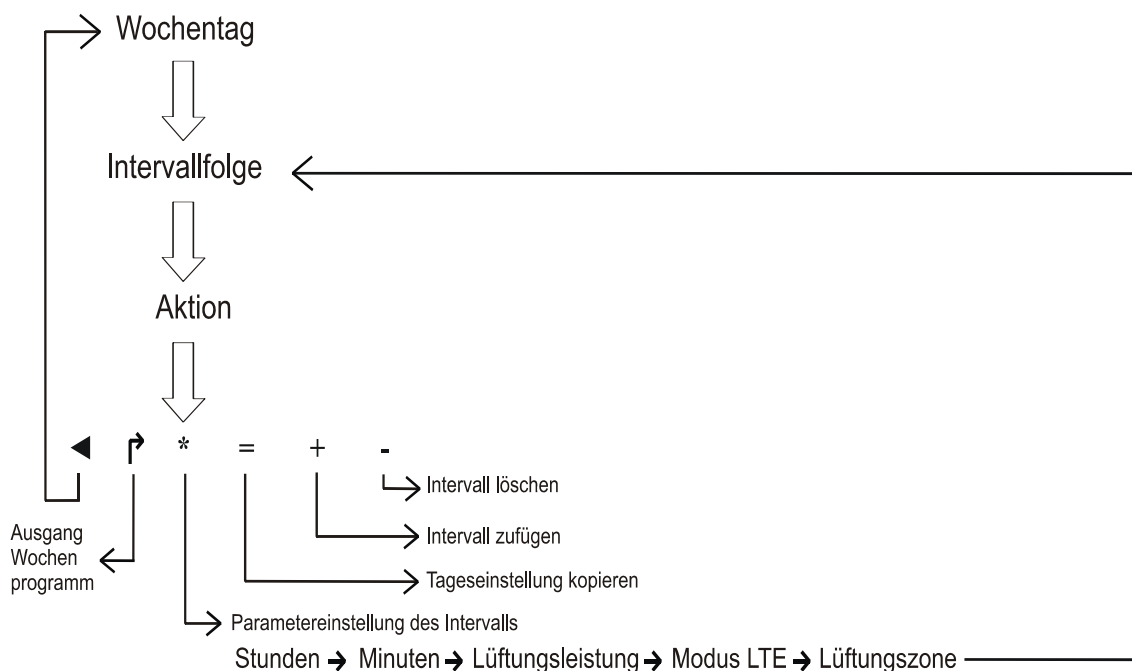 Wochentag
Intervallfolge
Aktion
◀ ↱ * = + -
Intervall löschen
Ausgang
Wochen
programm
Intervall zufügen
Tageseinstellung kopieren
Parametereinstellung des Intervalls
Stunden → Minuten → Lüftungsleistung → Modus LTE → Lüftungszone